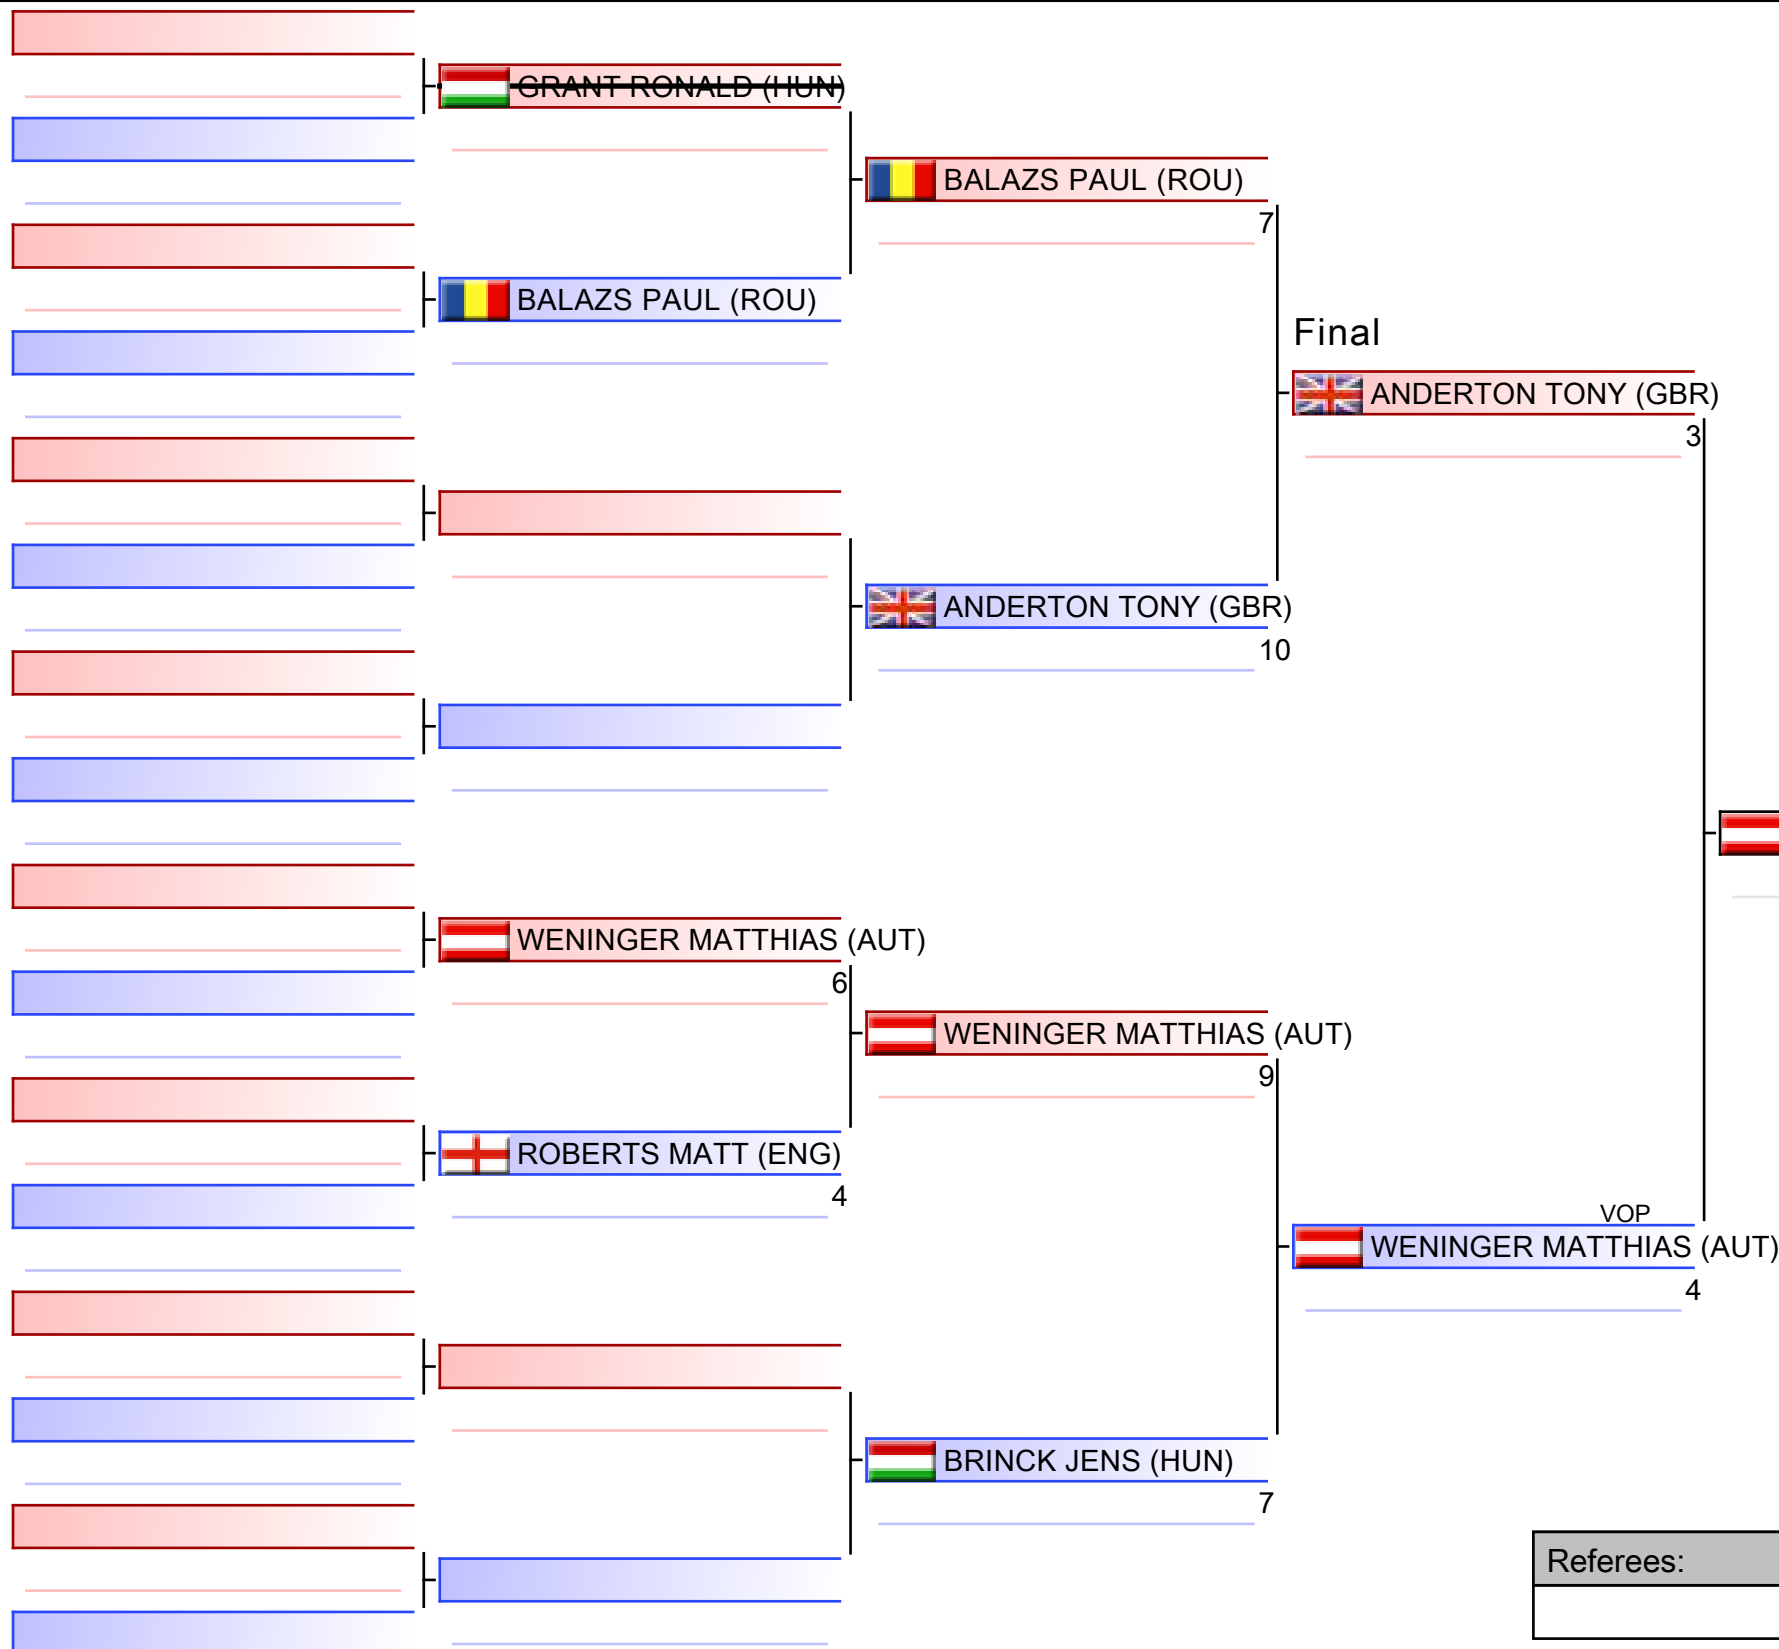 GRANT RONALD (HUN)
BALAZS PAUL (ROU)
7
BALAZS PAUL (ROU)
Final
ANDERTON TONY (GBR)
3
ANDERTON TONY (GBR)
10
WENINGER MATTHIAS (AUT)
6
WENINGER MATTHIAS (AUT)
9
ROBERTS MATT (ENG)
4
VOP
WENINGER MATTHIAS (AUT)
4
BRINCK JENS (HUN)
7
Referees: